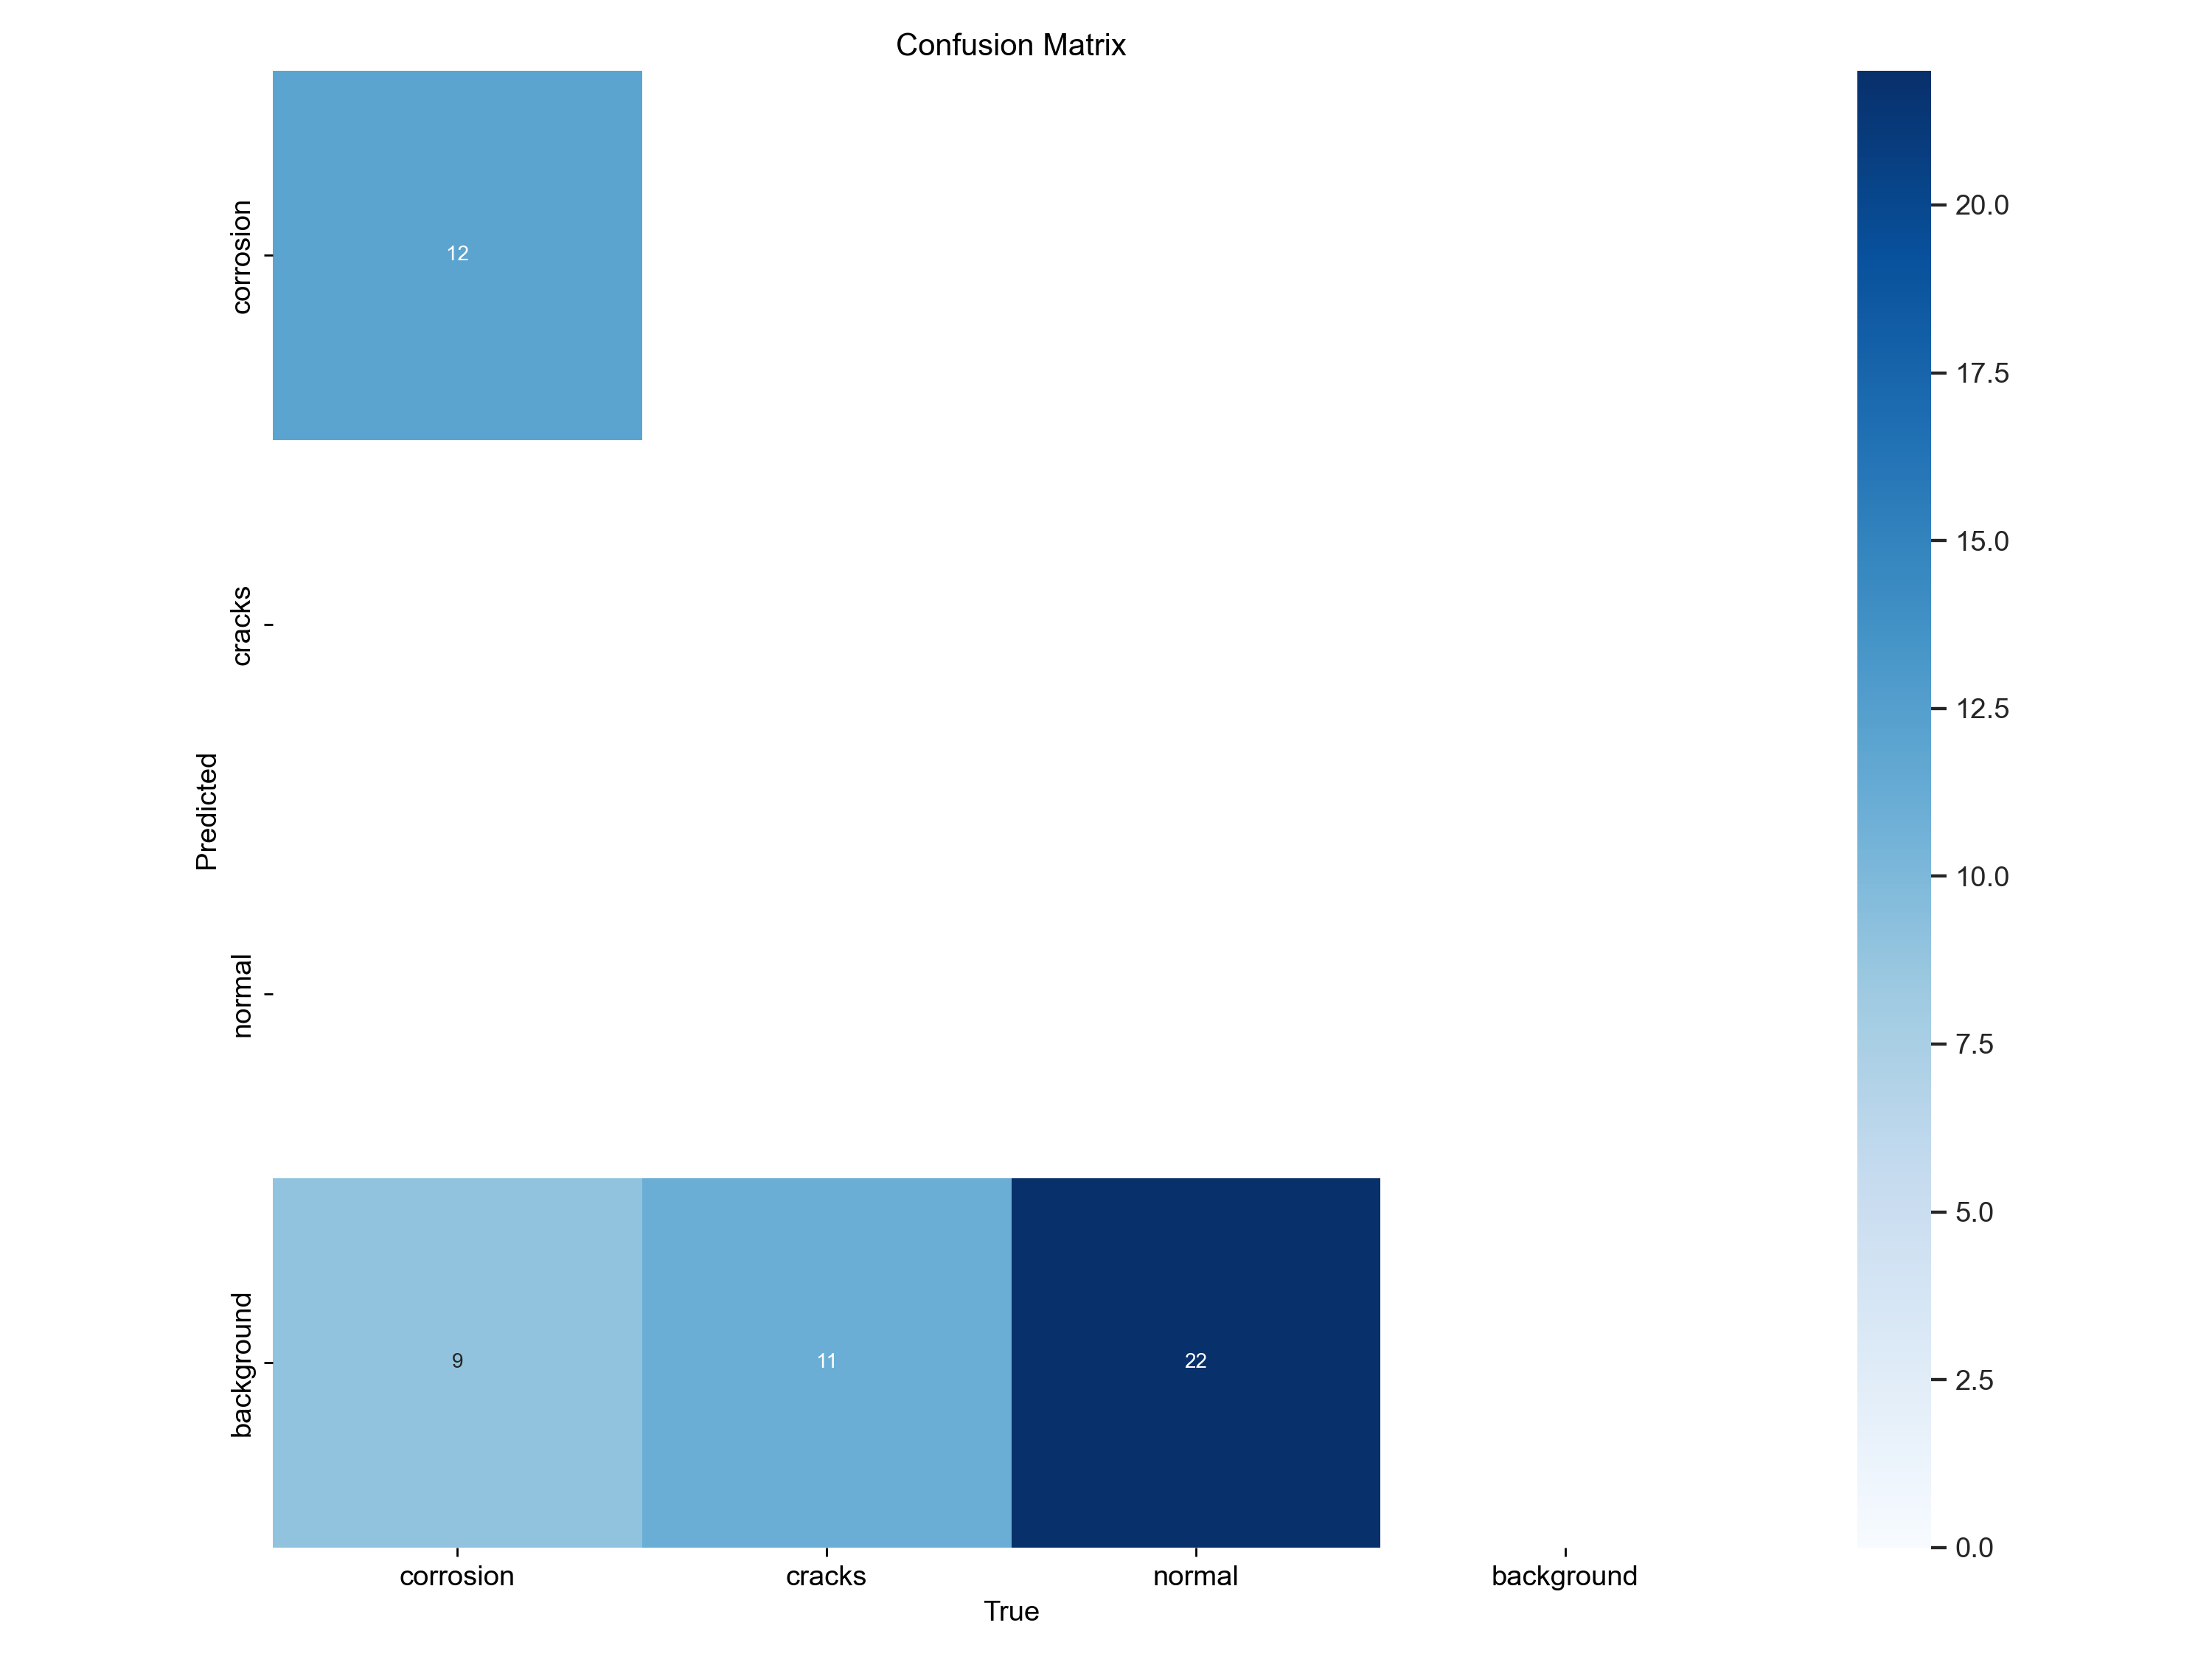 Confusion Matrix
corrosion
cracks
normal
background
Predicted
12
9
11
22
corrosion
cracks
normal
background
True
20.0
17.5
15.0
12.5
10.0
7.5
5.0
2.5
0.0